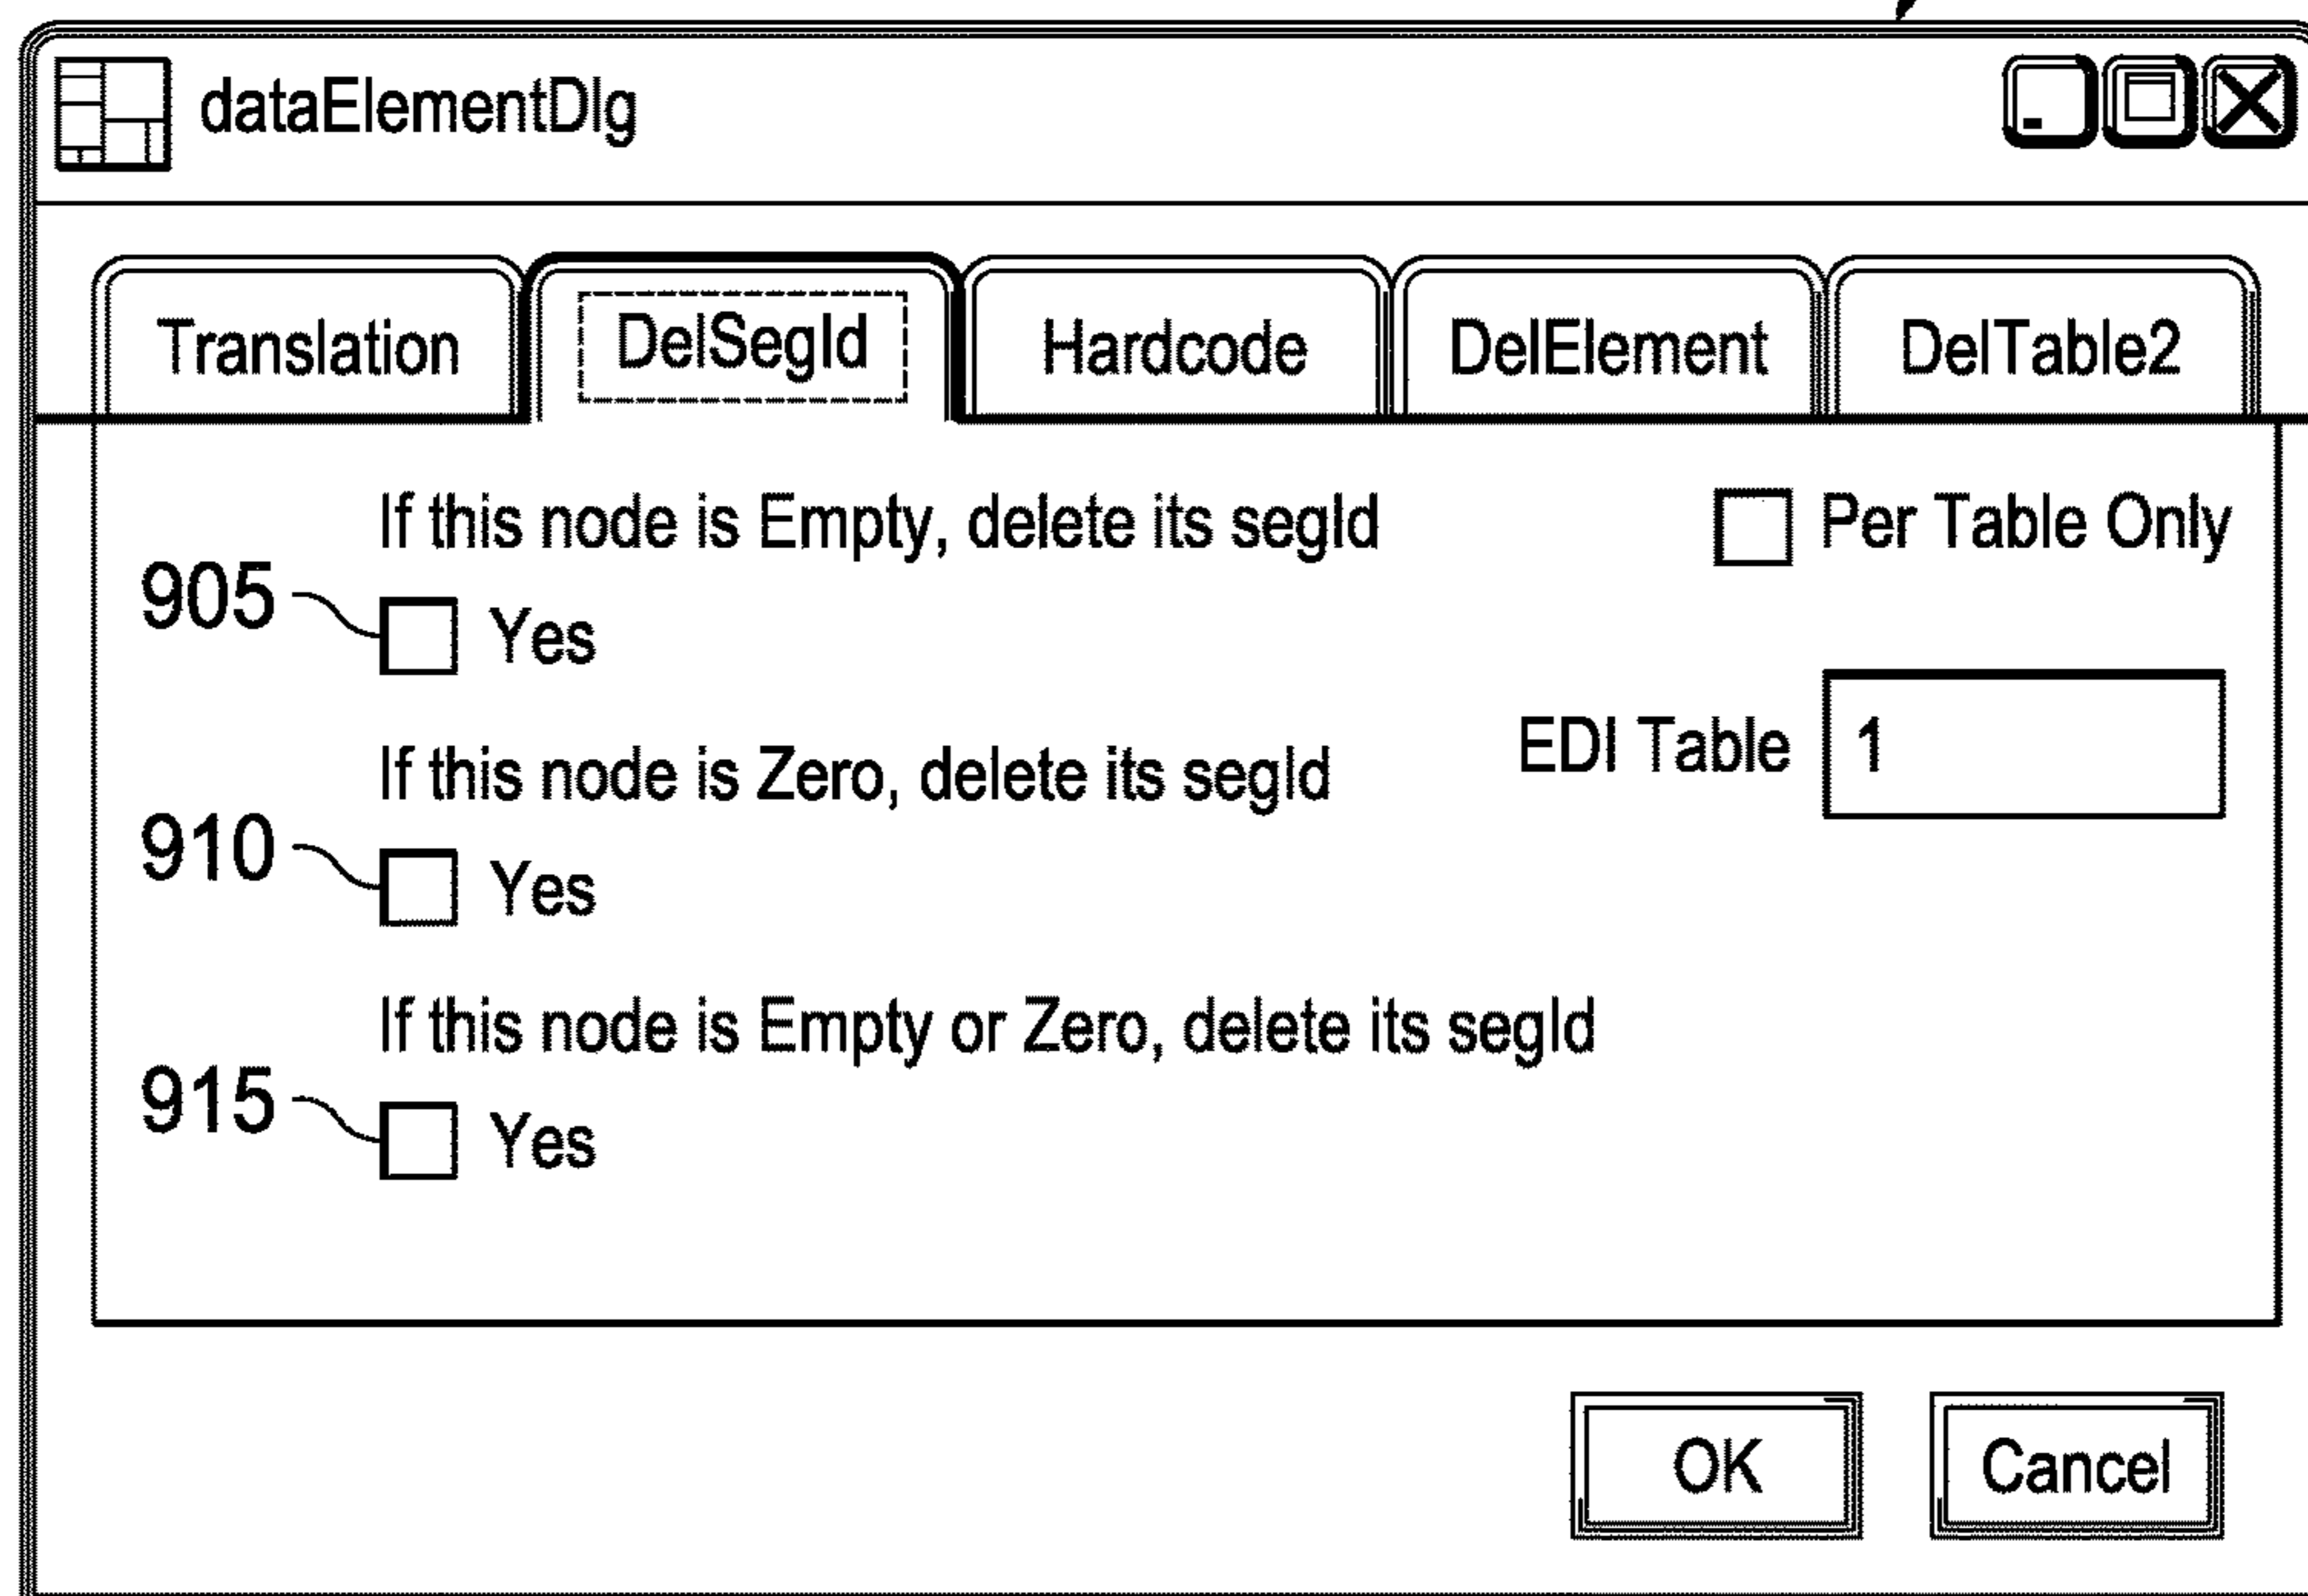 dataElementDlg
Translation DelSegId Hardcode DelElement DelTable2
If this node is Empty, delete its segId Per Table Only
905 Yes
EDI Table 1
If this node is Zero, delete its segId
910 Yes
If this node is Empty or Zero, delete its segId
915 Yes
OK Cancel